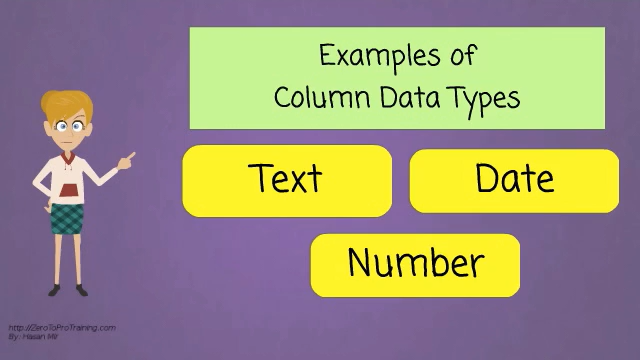 Examples of
Column Data Types
Text
Date
Number
http://ZeroToProTraining.com
By: Hasan Mir